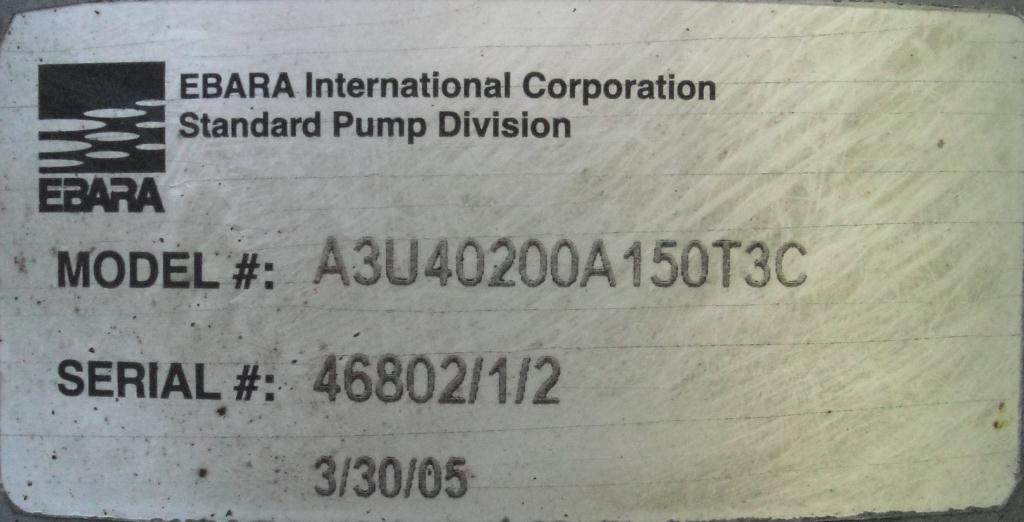 EBARA International Corporation
Standard Pump Division
EBARA
MODEL #: A3U40200A150T3C
SERIAL #: 46802/1/2
3/30/05